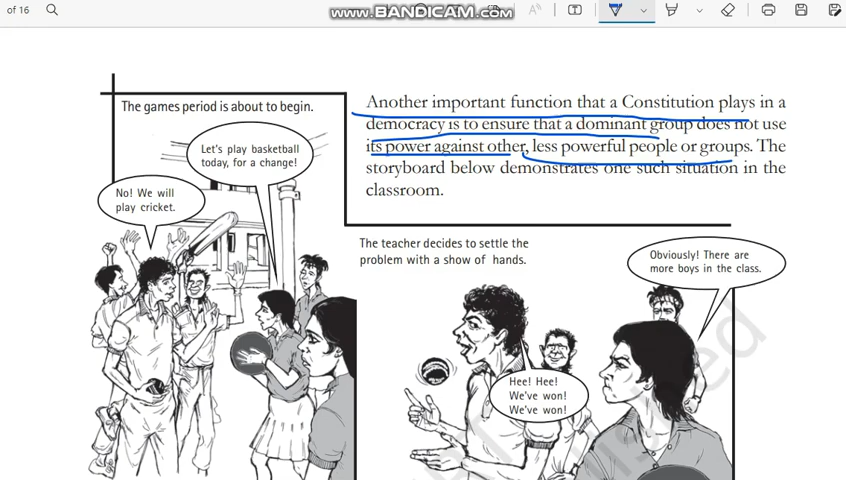 of 16
www.BANDICAM.com
The games period is about to begin.
Let's play basketball
today, for a change!
No! We will
play cricket.
Another important function that a Constitution plays in a
democracy is to ensure that a dominant group does not use
its power against other, less powerful people or groups. The
storyboard below demonstrates one such situation in the
classroom.
The teacher decides to settle the
problem with a show of hands.
Obviously! There are
more boys in the class.
Hee! Hee!
We've won!
We've won!